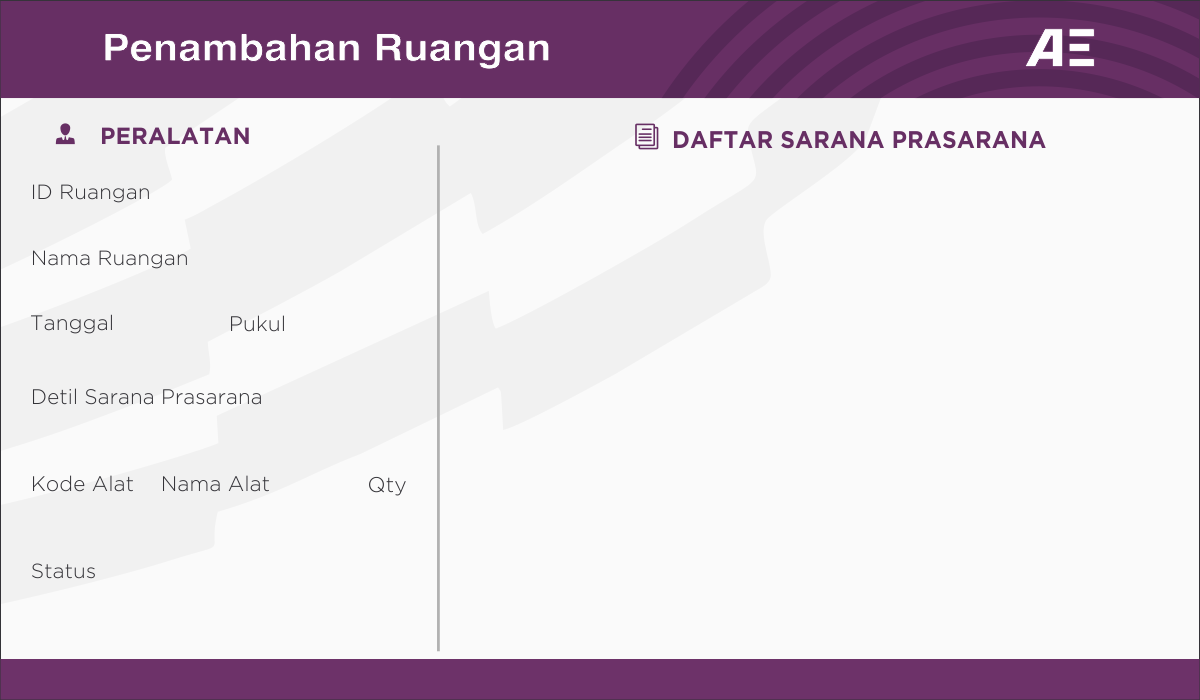 Penambahan Ruangan
AE
PERALATAN
ID Ruangan
Nama Ruangan
Tanggal Pukul
Detil Sarana Prasarana
Kode Alat Nama Alat Qty
Status
DAFTAR SARANA PRASARANA